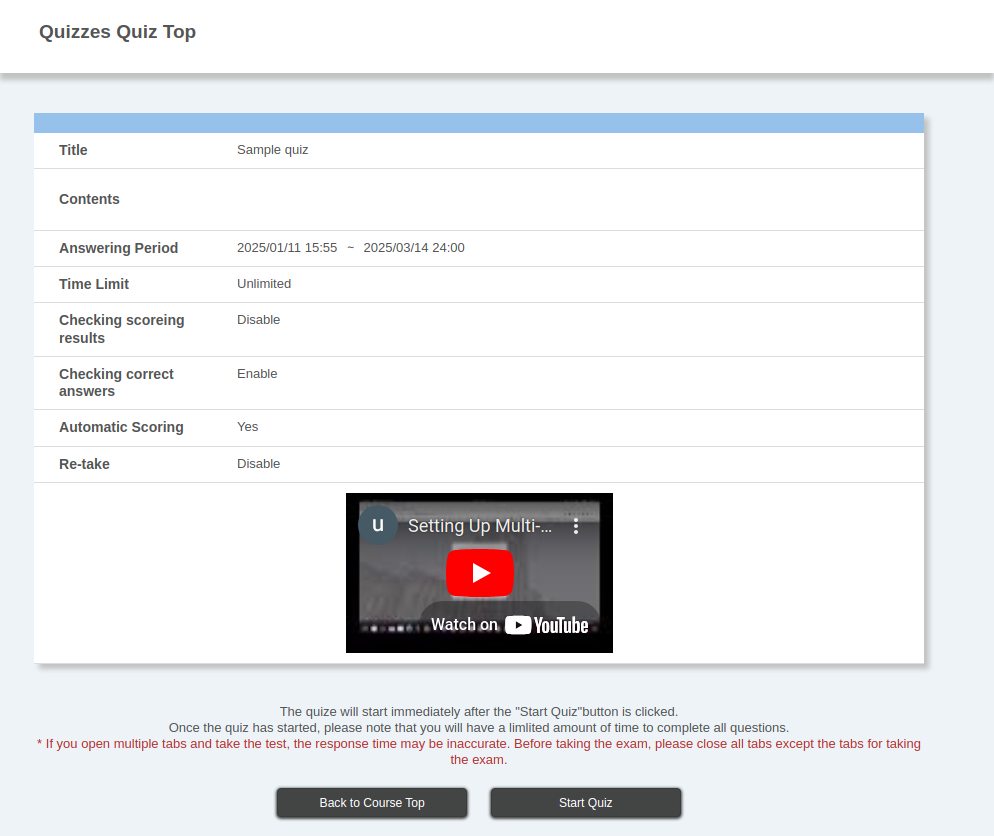 Quizzes Quiz Top
Title Sample quiz
Contents
Answering Period 2025/01/11 15:55 ~ 2025/03/14 24:00
Time Limit Unlimited
Checking scoreing Disable
results
Checking correct Enable
answers
Automatic Scoring Yes
Re-take Disable
u Setting Up Multi-...
Watch on YouTube
The quize will start immediately after the "Start Quiz"button is clicked.
Once the quiz has started, please note that you will have a limlited amount of time to complete all questions.
* If you open multiple tabs and take the test, the response time may be inaccurate. Before taking the exam, please close all tabs except the tabs for taking
the exam.
Back to Course Top Start Quiz